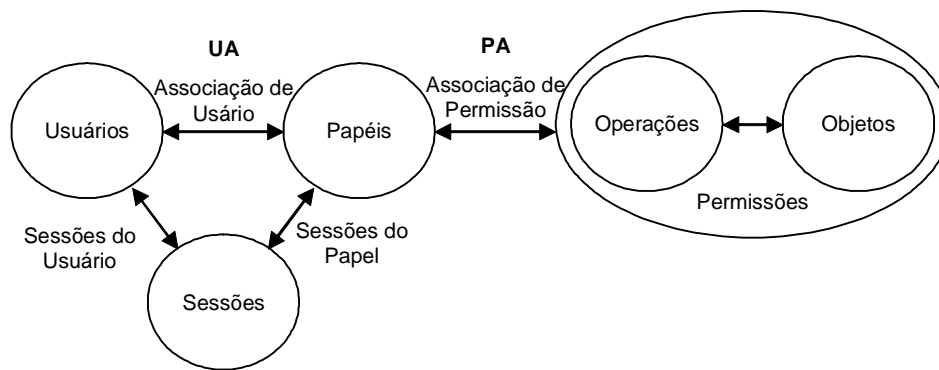 UA
PA
Associação de
Usário
Associação de
Permissão
Usuários
Papéis
Operações
Objetos
Permissões
Sessões do
Usuário
Sessões do
Papel
Sessões